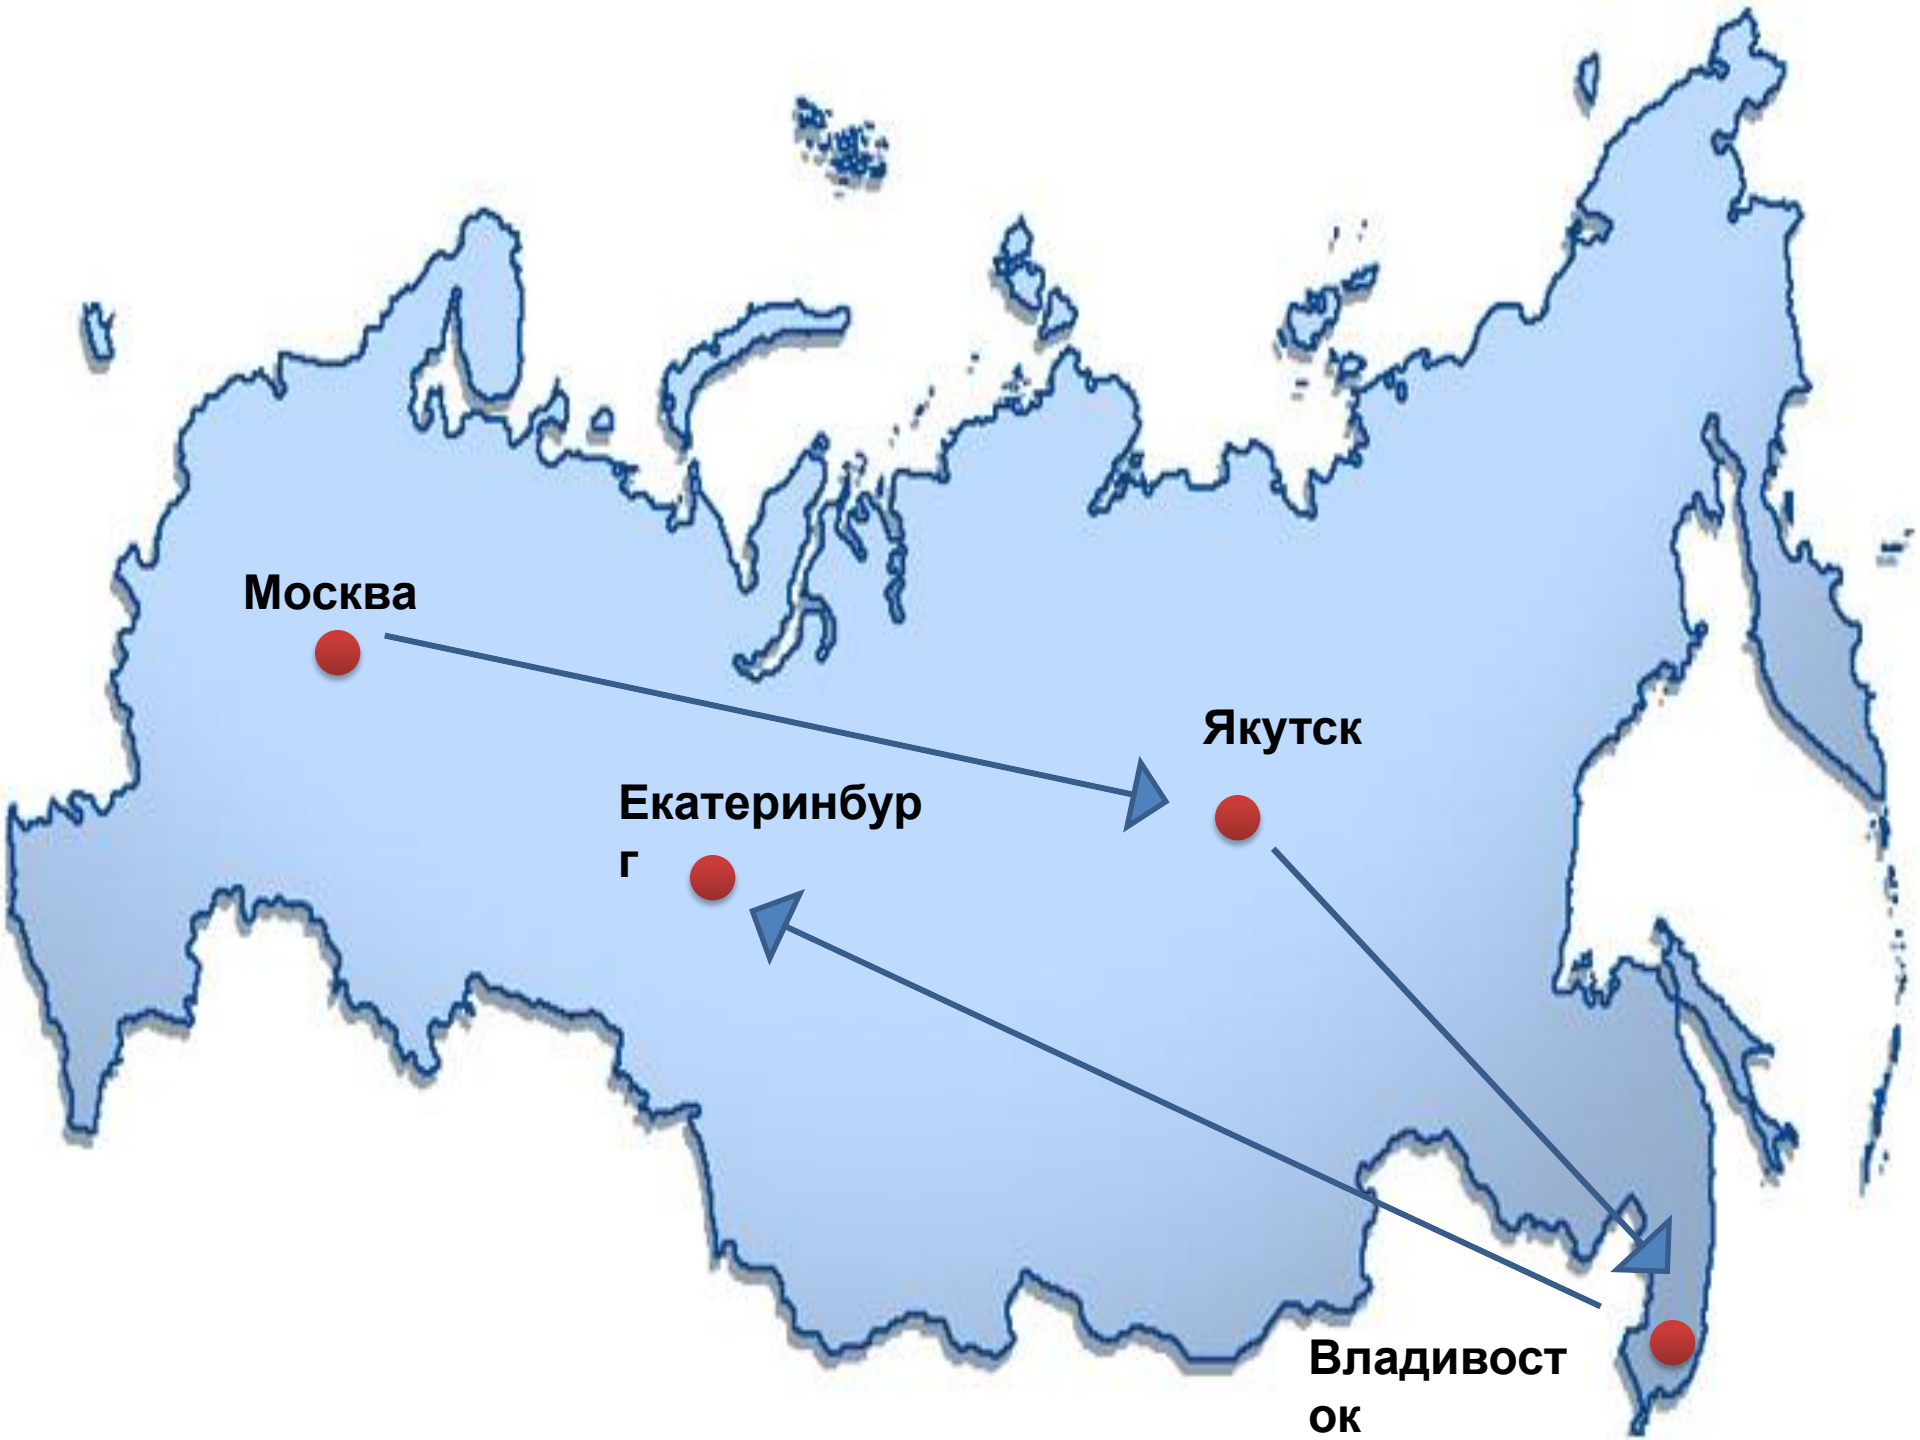 Москва
Якутск
Екатеринбур
г
Владивост
ок